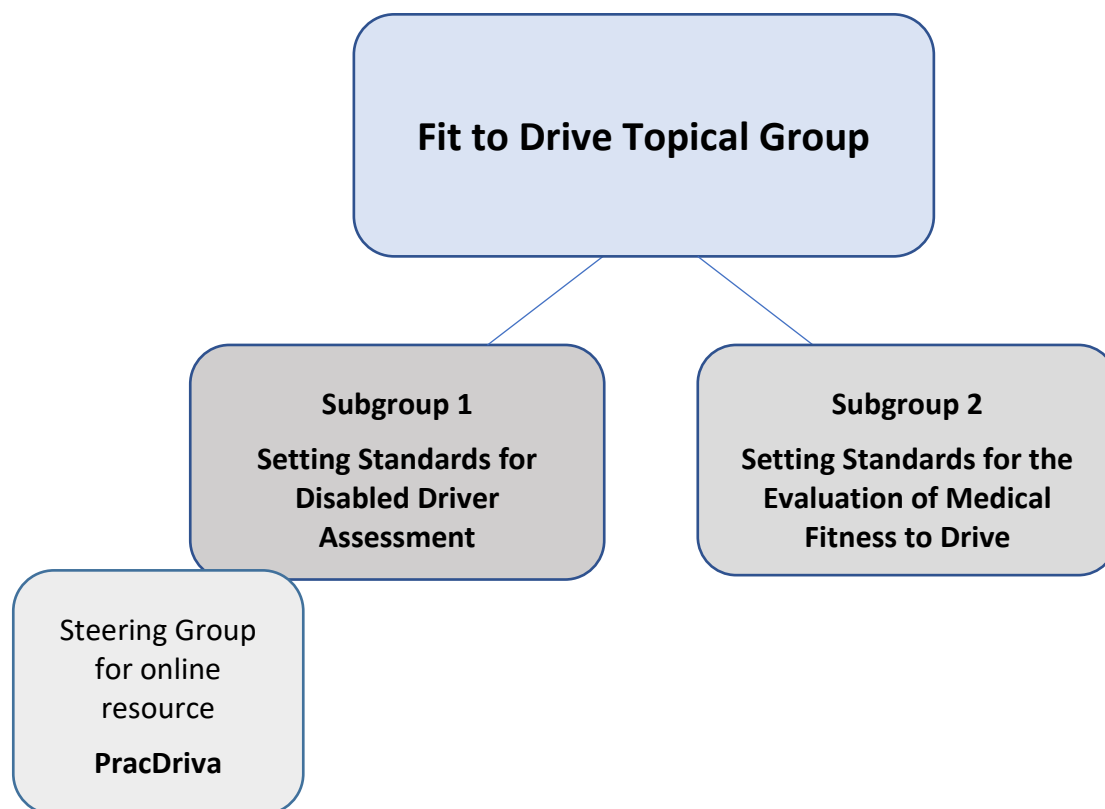 Fit to Drive Topical Group
Subgroup 1
Setting Standards for
Disabled Driver
Assessment
Subgroup 2
Setting Standards for the
Evaluation of Medical
Fitness to Drive
Steering Group
for online
resource
PracDriva